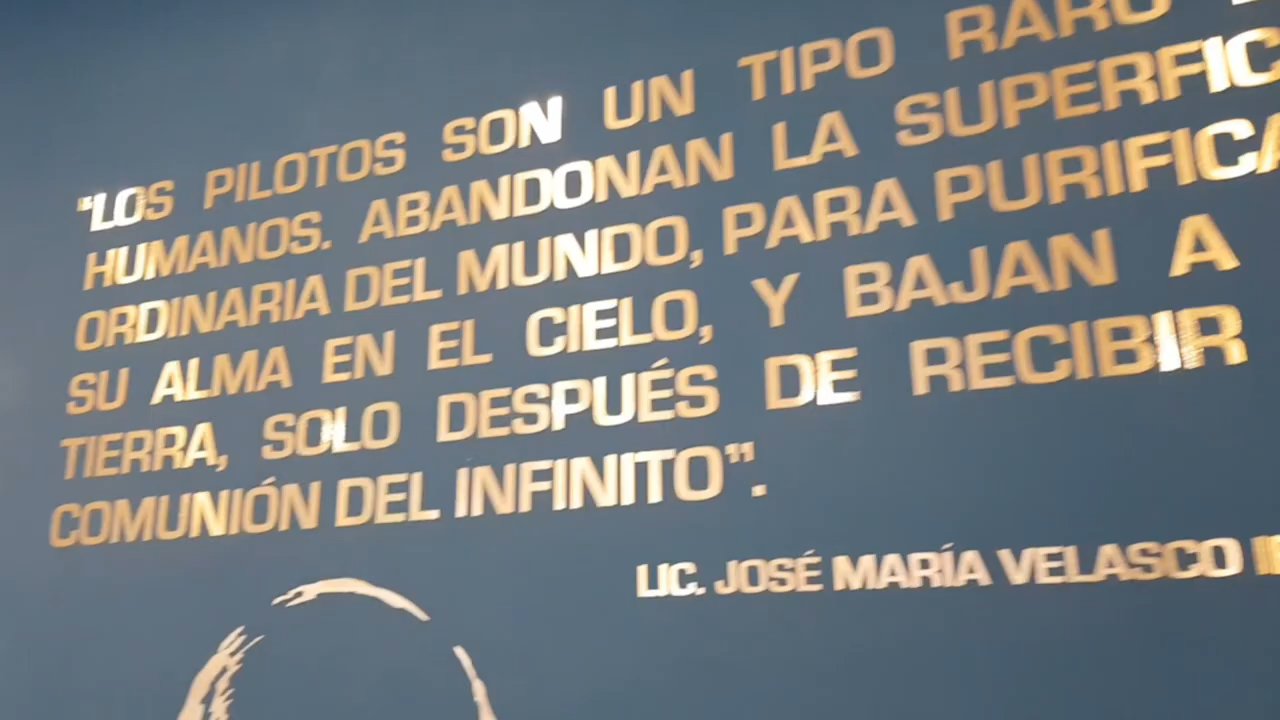 "LOS PILOTOS SON UN TIPO RARO
HUMANOS. ABANDONAN LA SUPERFIC
ORDINARIA DEL MUNDO, PARA PURIFICA
SU ALMA EN EL CIELO, Y BAJAN A
TIERRA, SOLO DESPUÉS DE RECIBIR
COMUNIÓN DEL INFINITO".
LIC. JOSÉ MARÍA VELASCO